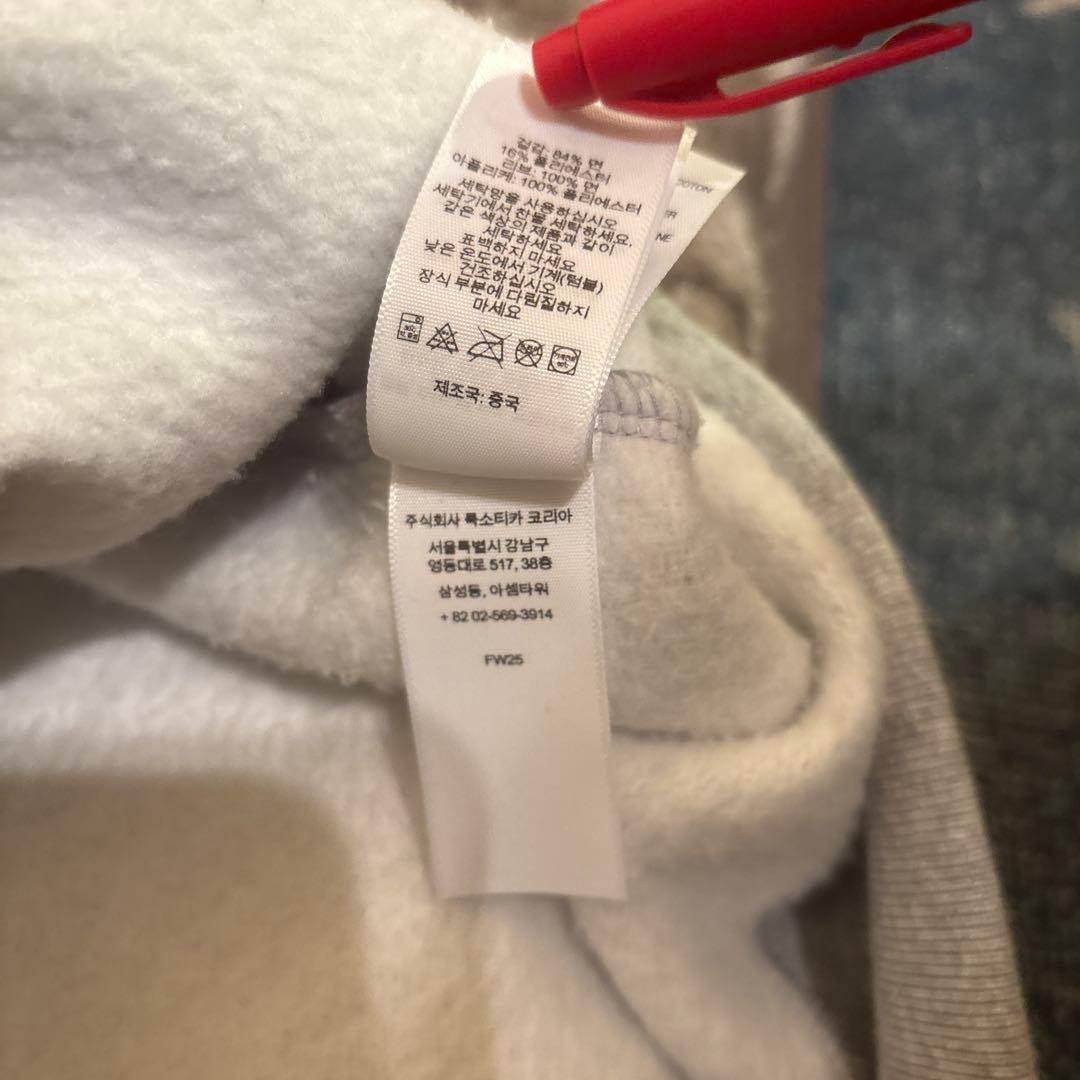 겉감: 84% 면
16% 폴리에스터
리브: 100% 면
아플리케: 100% 폴리에스터
세탁망을 사용하십시오
세탁기에서 찬물 세탁하세요.
같은 색상의 제품과 같이
세탁하세요
표백하지 마세요
낮은 온도에서 기계(텀블)
건조하십시오
장식 부분에 다림질하지
마세요
제조국: 중국
주식회사 룩소티카 코리아
서울특별시 강남구
영동대로 517, 38층
삼성동, 아셈타워
+ 82 02-569-3914
FW25
COTTON